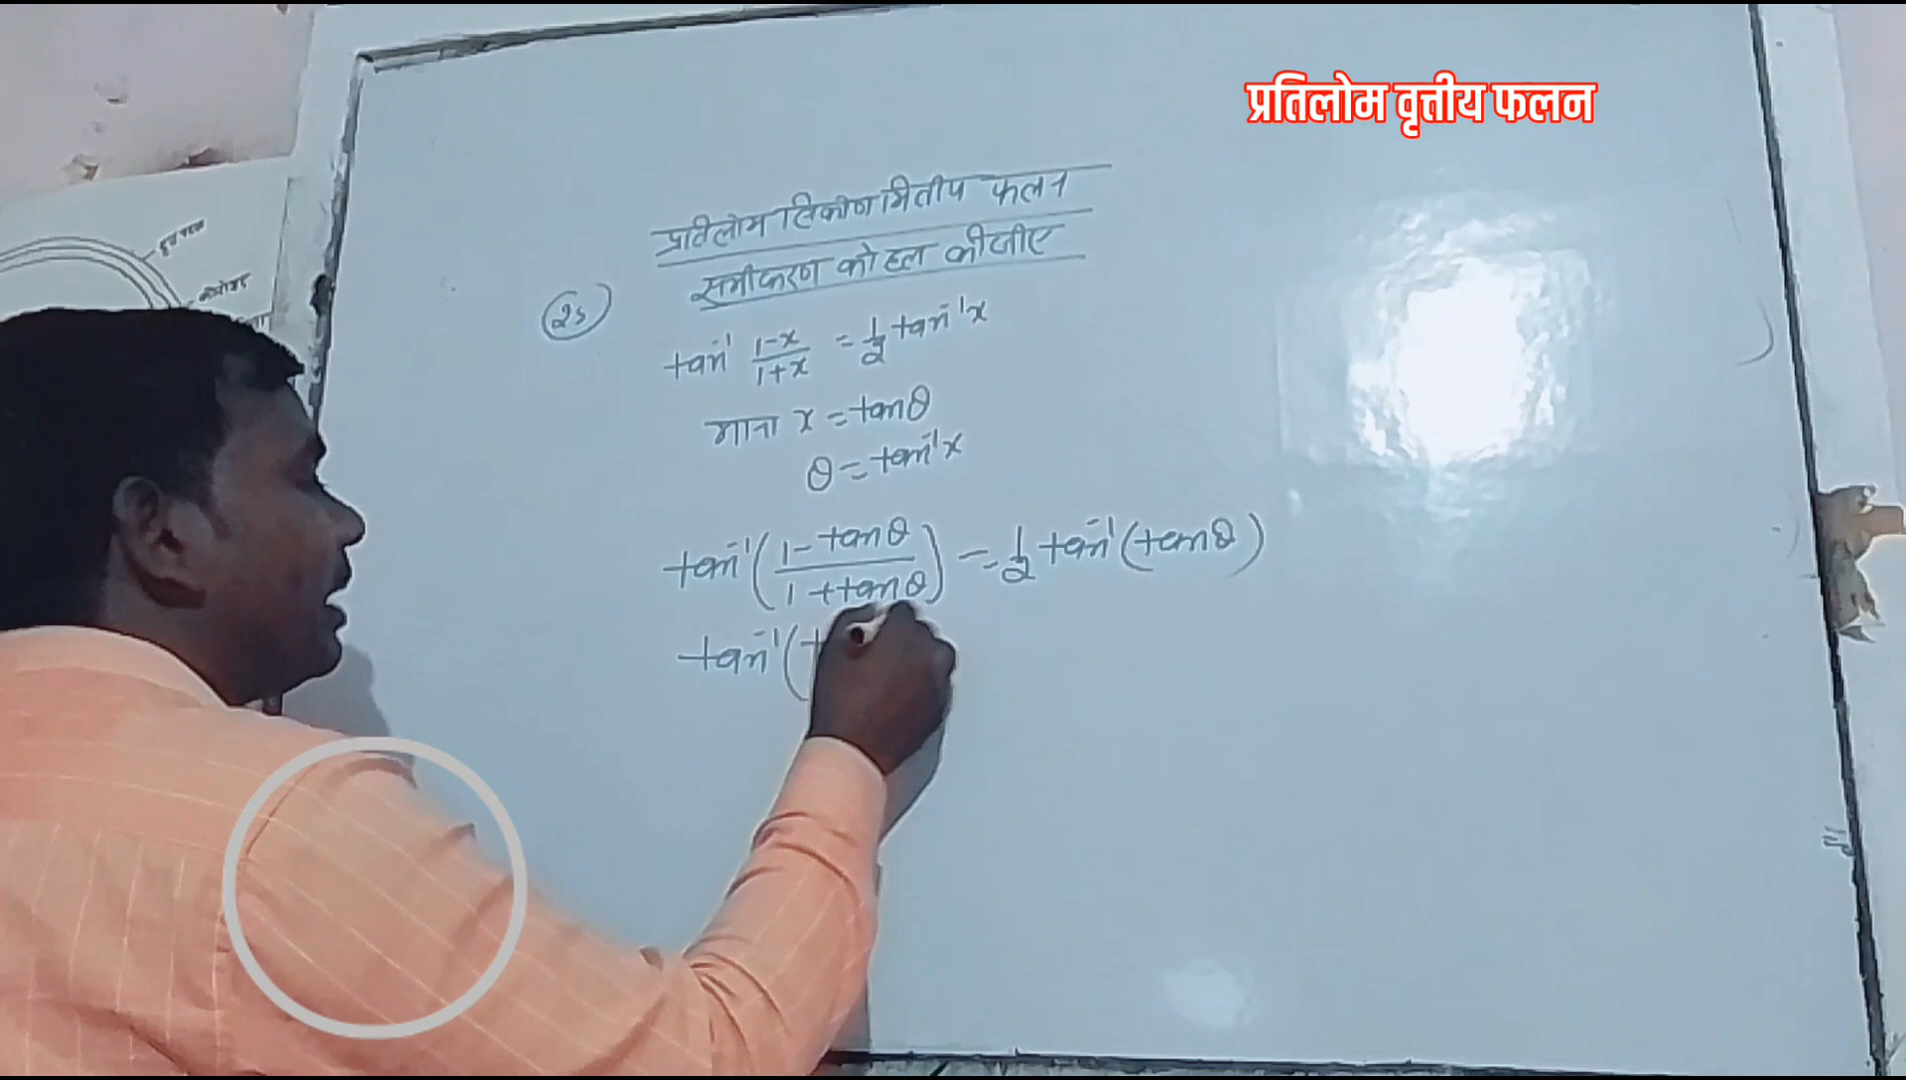 प्रतिलोम वृत्तीय फलन
प्रतिलोम त्रिकोणमितीय फलन
समीकरण को हल कीजीए
tan⁻¹ (1-x)/(1+x) = 1/2 tan⁻¹x
माना x = tanθ
θ = tan⁻¹x
tan⁻¹((1-tanθ)/(1+tanθ)) = 1/2 tan⁻¹(tanθ)
tan⁻¹(